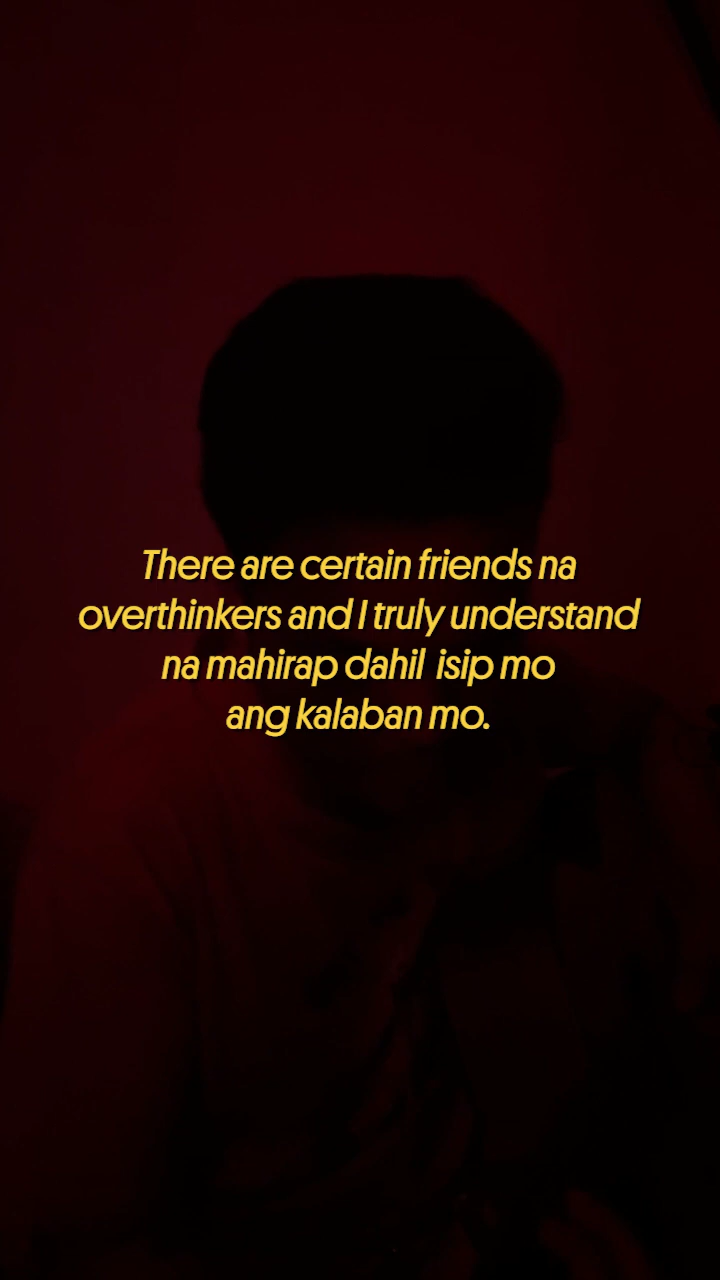 There are certain friends na
overthinkers and I truly understand
na mahirap dahil  isip mo
ang kalaban mo.